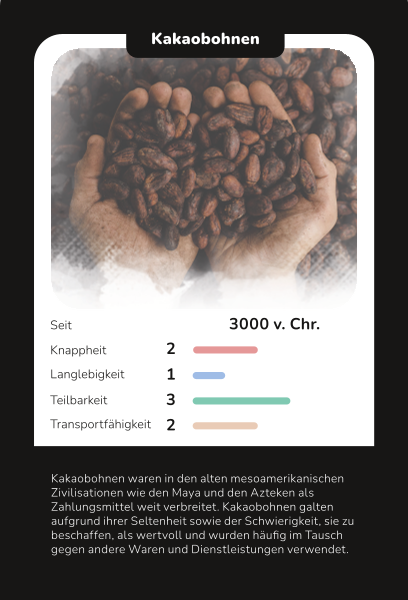 Kakaobohnen
Seit 3000 v. Chr.
Knappheit 2
Langlebigkeit 1
Teilbarkeit 3
Transportfähigkeit 2
Kakaobohnen waren in den alten mesoamerikanischen
Zivilisationen wie den Maya und den Azteken als
Zahlungsmittel weit verbreitet. Kakaobohnen galten
aufgrund ihrer Seltenheit sowie der Schwierigkeit, sie zu
beschaffen, als wertvoll und wurden häufig im Tausch
gegen andere Waren und Dienstleistungen verwendet.